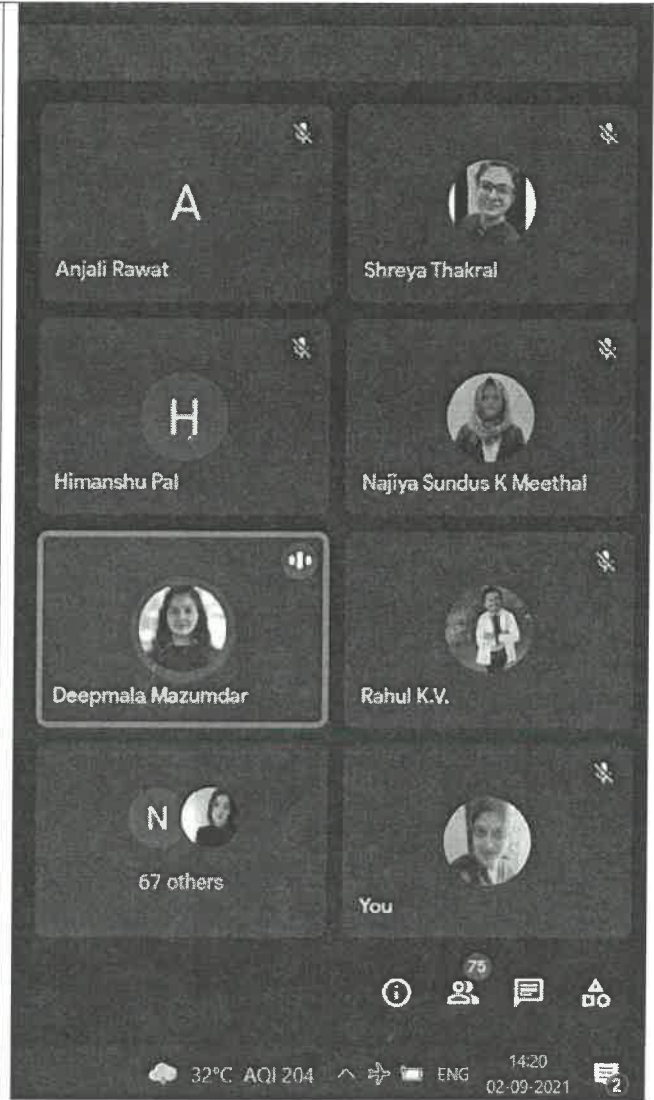 A
Anjali Rawat
Shreya Thakral
H
Himanshu Pal
Najiya Sundus K Meethal
Deepmala Mazumdar
Rahul K.V.
N
67 others
You
75
32°C AQI 204 ENG 14:20
02-09-2021
2